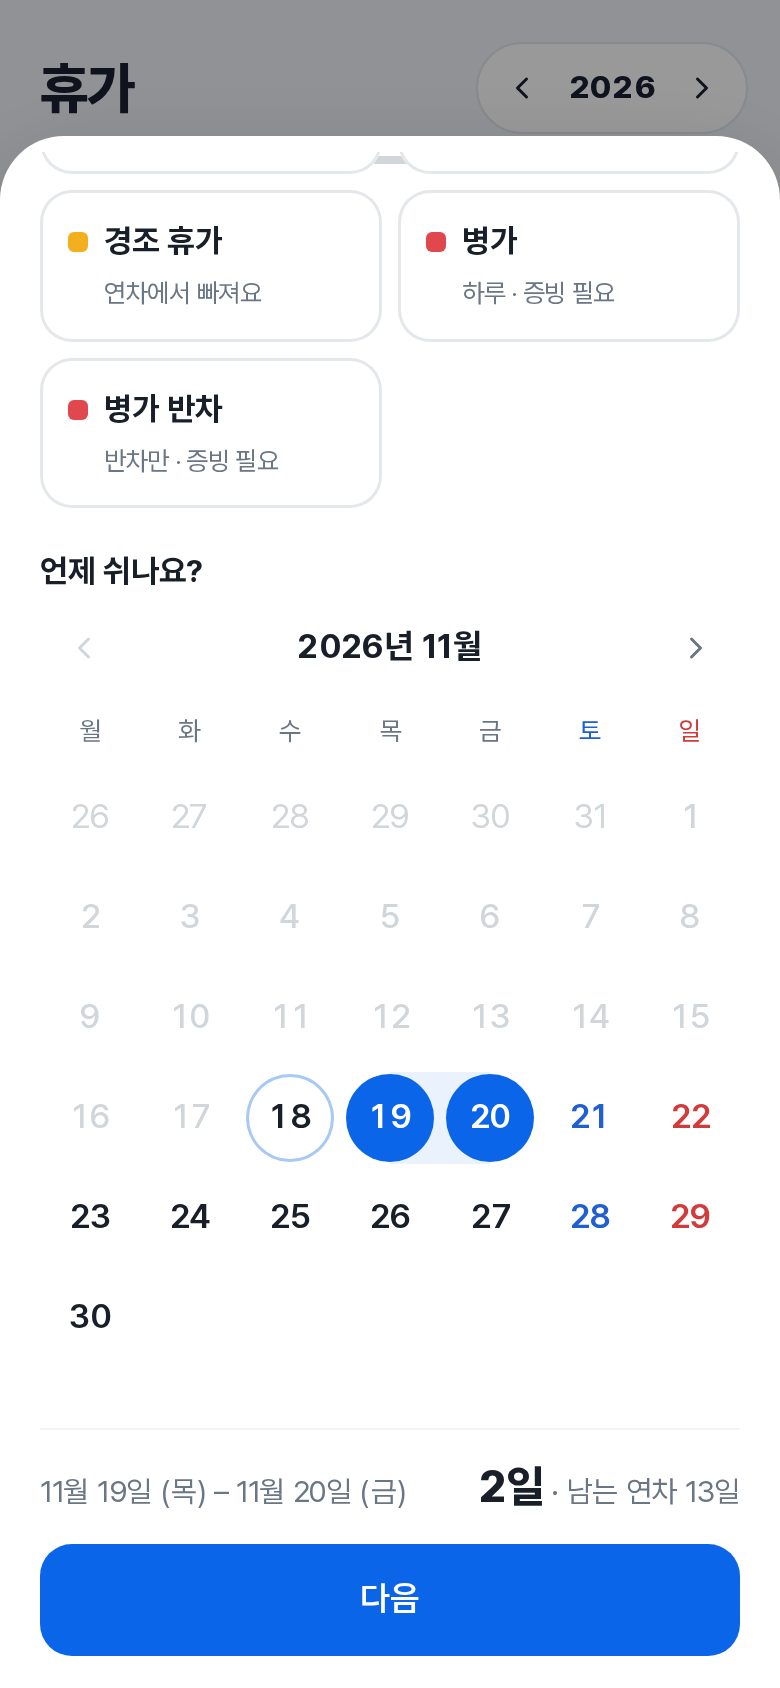 휴가
2026
경조 휴가
연차에서 빠져요
병가
하루 · 증빙 필요
병가 반차
반차만 · 증빙 필요
언제 쉬나요?
2026년 11월
월 화 수 목 금 토 일
26 27 28 29 30 31 1
2 3 4 5 6 7 8
9 10 11 12 13 14 15
16 17 18 19 20 21 22
23 24 25 26 27 28 29
30
11월 19일 (목) – 11월 20일 (금)
2일 · 남는 연차 13일
다음